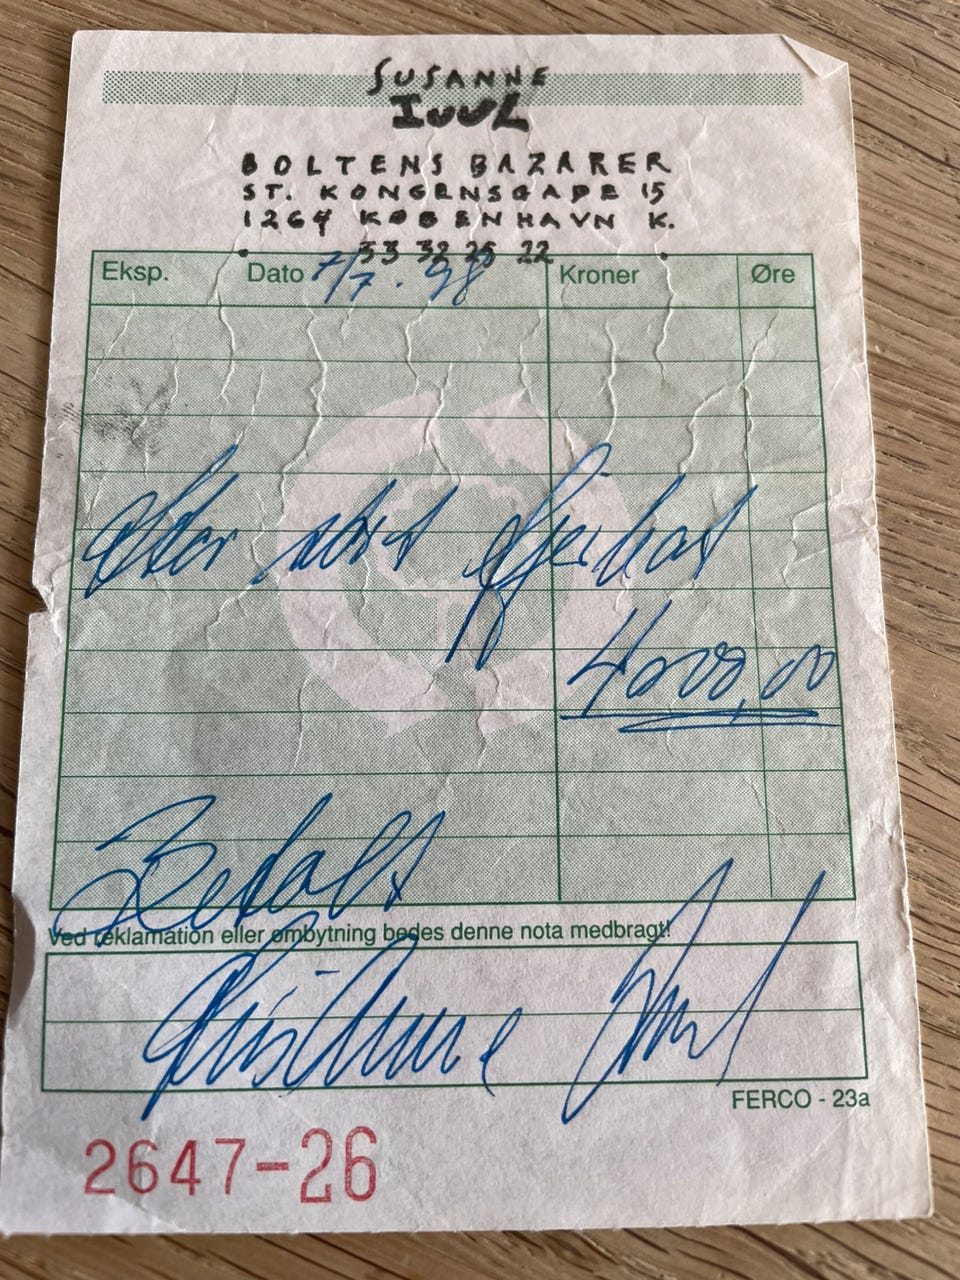 SUSANNE
IUUL
BOLTENS BAZARER
ST. KONGENSGADE 15
1264 KØBENHAVN K.
33 32 25 22
Eksp. Dato 7/7. 98 Kroner Øre
stort
4000,00
Betalt
Ved reklamation eller ombytning bedes denne nota medbragt!
FERCO - 23a
2647-26